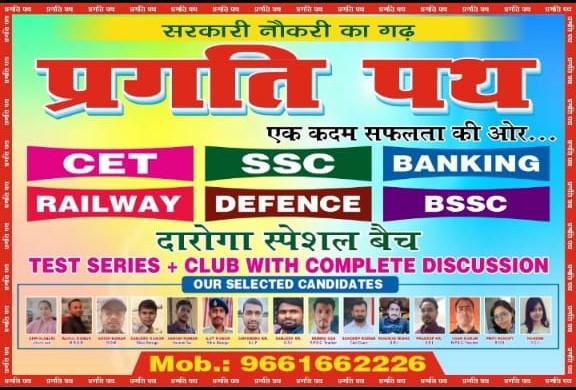 सरकारी नौकरी का गढ़
प्रगति पथ
एक कदम सफलता की ओर...
CET SSC BANKING
RAILWAY DEFENCE BSSC
दारोगा स्पेशल बैच
TEST SERIES + CLUB WITH COMPLETE DISCUSSION
OUR SELECTED CANDIDATES
Mob.: 9661662226